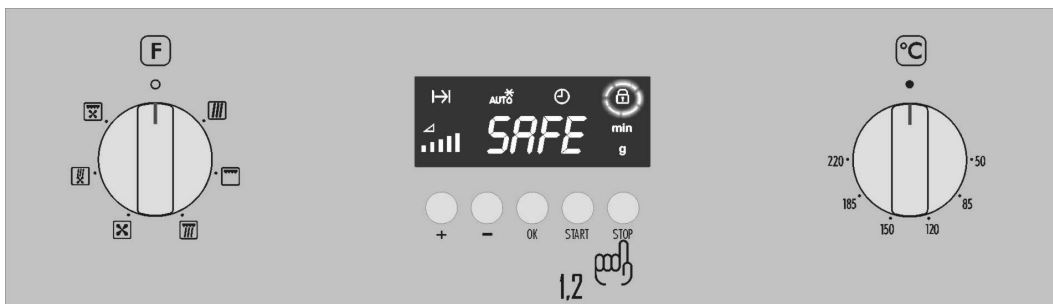 F
°C
AUTO
SAFE
min
g
220
50
185
85
150
120
+
−
OK
START
STOP
1,2